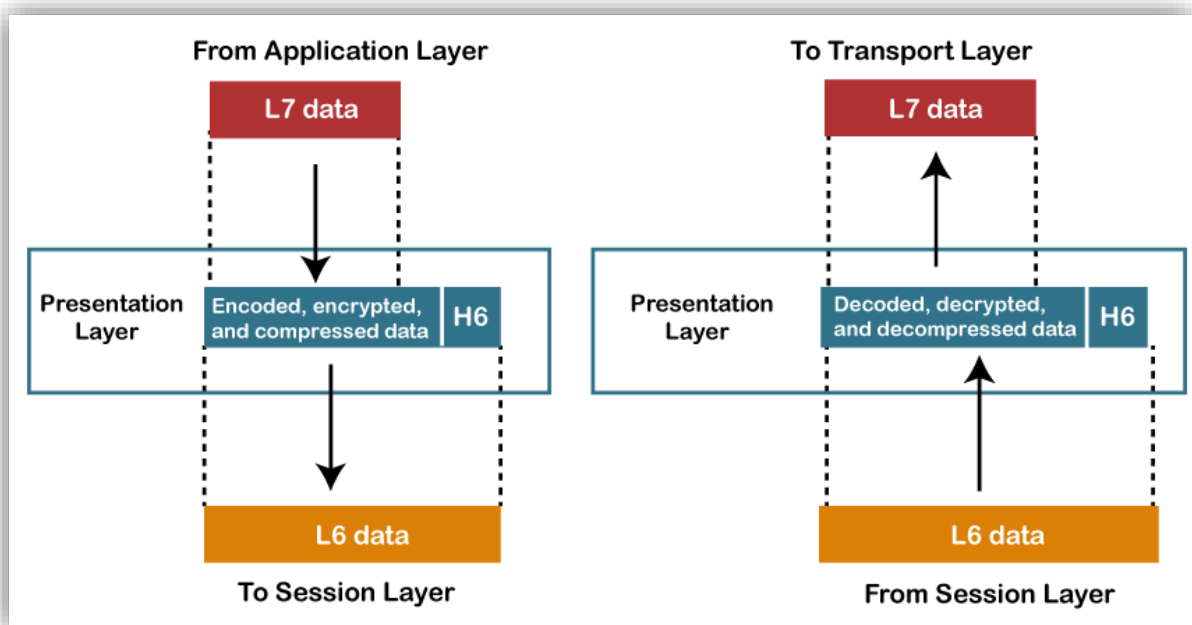 From Application Layer
L7 data
Presentation
Layer
Encoded, encrypted,
and compressed data
H6
L6 data
To Session Layer
To Transport Layer
L7 data
Presentation
Layer
Decoded, decrypted,
and decompressed data
H6
L6 data
From Session Layer